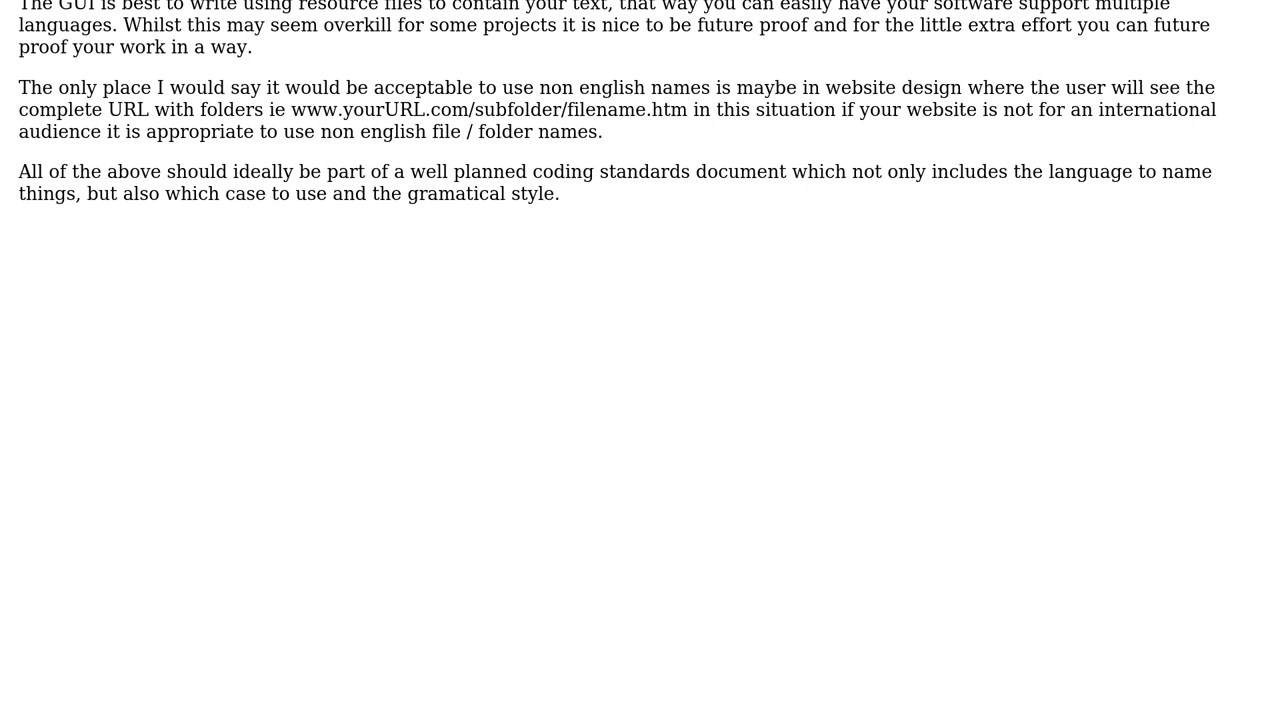 The GUI is best to write using resource files to contain your text, that way you can easily have your software support multiple
languages. Whilst this may seem overkill for some projects it is nice to be future proof and for the little extra effort you can future
proof your work in a way.
The only place I would say it would be acceptable to use non english names is maybe in website design where the user will see the
complete URL with folders ie www.yourURL.com/subfolder/filename.htm in this situation if your website is not for an international
audience it is appropriate to use non english file / folder names.
All of the above should ideally be part of a well planned coding standards document which not only includes the language to name
things, but also which case to use and the gramatical style.